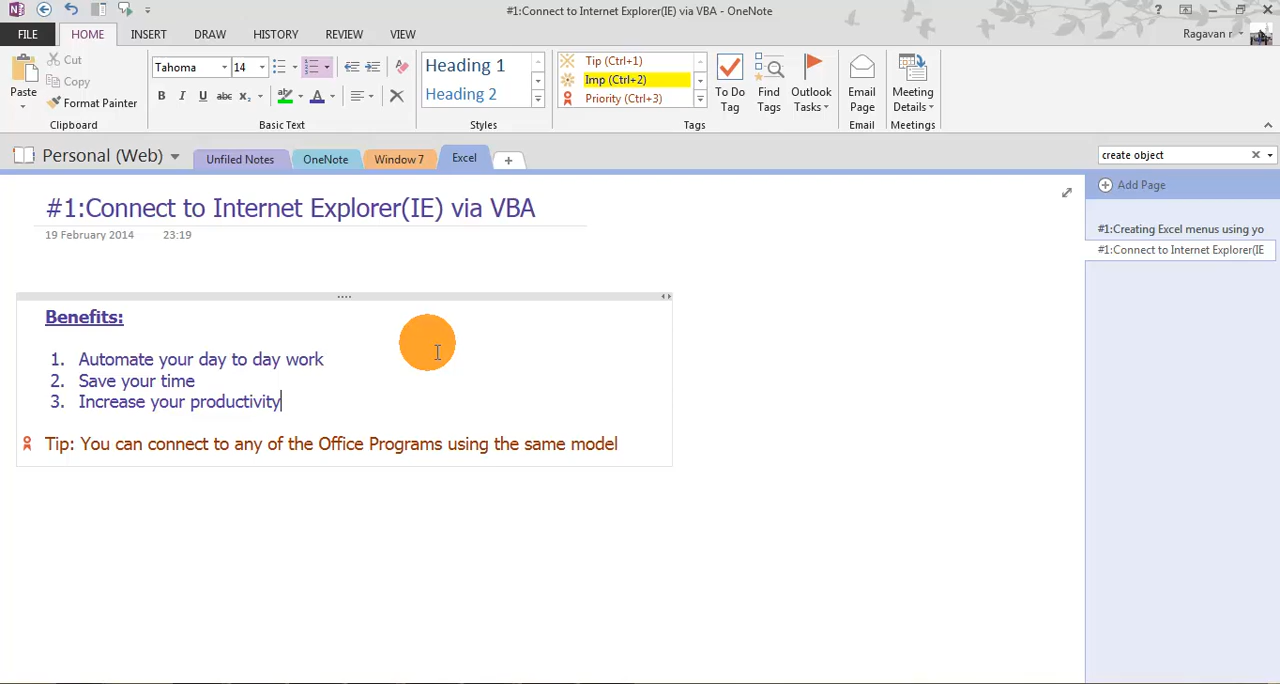 #1:Connect to Internet Explorer(IE) via VBA - OneNote
?
FILE HOME INSERT DRAW HISTORY REVIEW VIEW
Ragavan r
Paste
Cut
Copy
Format Painter
Clipboard
Tahoma 14
B I U abc X₂ ab A
Basic Text
Heading 1
Heading 2
Styles
Tip (Ctrl+1)
Imp (Ctrl+2)
Priority (Ctrl+3)
To Do Tag
Find Tags
Outlook Tasks
Tags
Email Page
Email
Meeting Details
Meetings
Personal (Web) Unfiled Notes OneNote Window 7 Excel +
create object
Add Page
#1:Creating Excel menus using yo
#1:Connect to Internet Explorer(IE
#1:Connect to Internet Explorer(IE) via VBA
19 February 2014 23:19
Benefits:
1. Automate your day to day work
2. Save your time
3. Increase your productivity
Tip: You can connect to any of the Office Programs using the same model